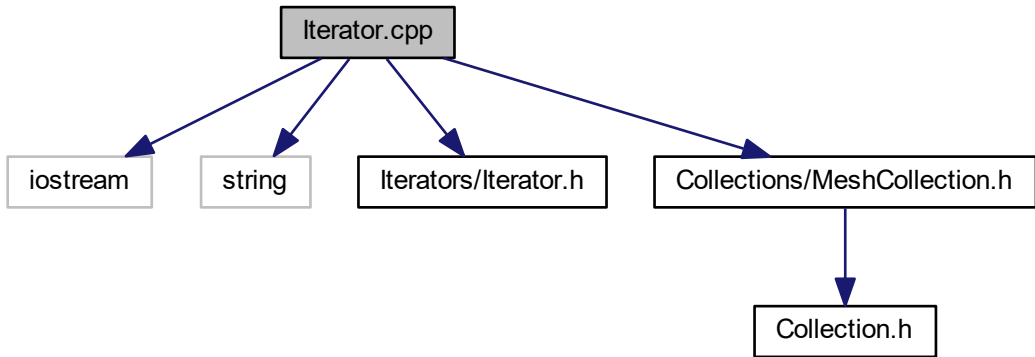 Iterator.cpp
iostream
string
Iterators/Iterator.h
Collections/MeshCollection.h
Collection.h